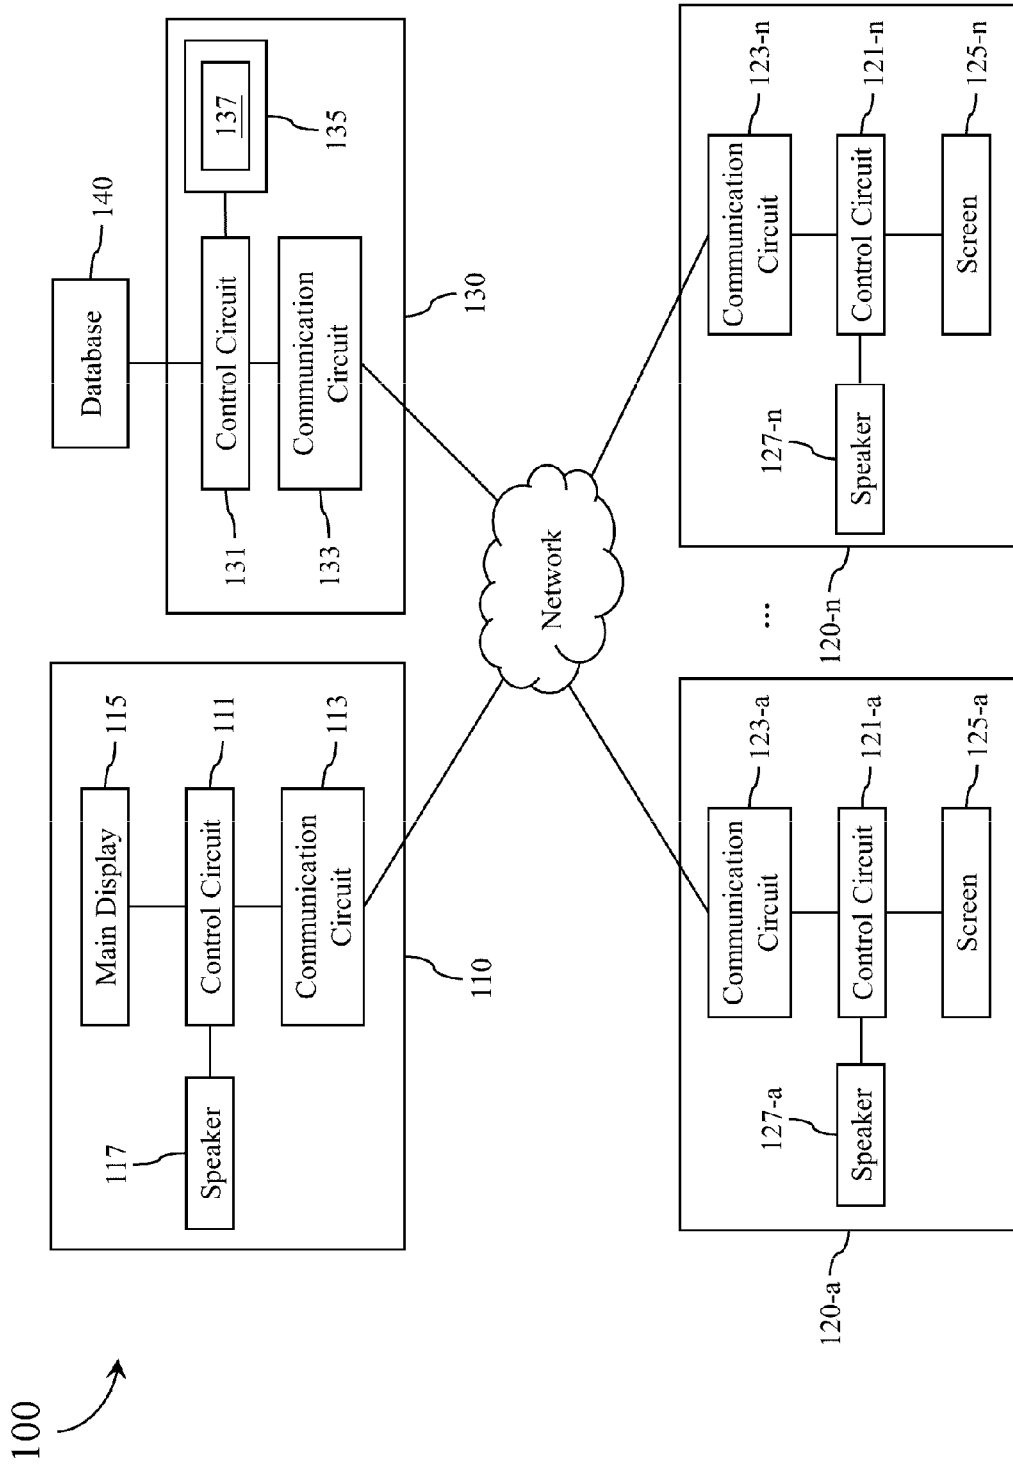 100
117
Speaker
Main Display
115
Control Circuit
111
Communication
Circuit
113
110
Database
140
131
Control Circuit
137
135
133
Communication
Circuit
130
Network
120-a
127-a
Speaker
Communication
Circuit
123-a
Control Circuit
121-a
Screen
125-a
...
120-n
127-n
Speaker
Communication
Circuit
123-n
Control Circuit
121-n
Screen
125-n